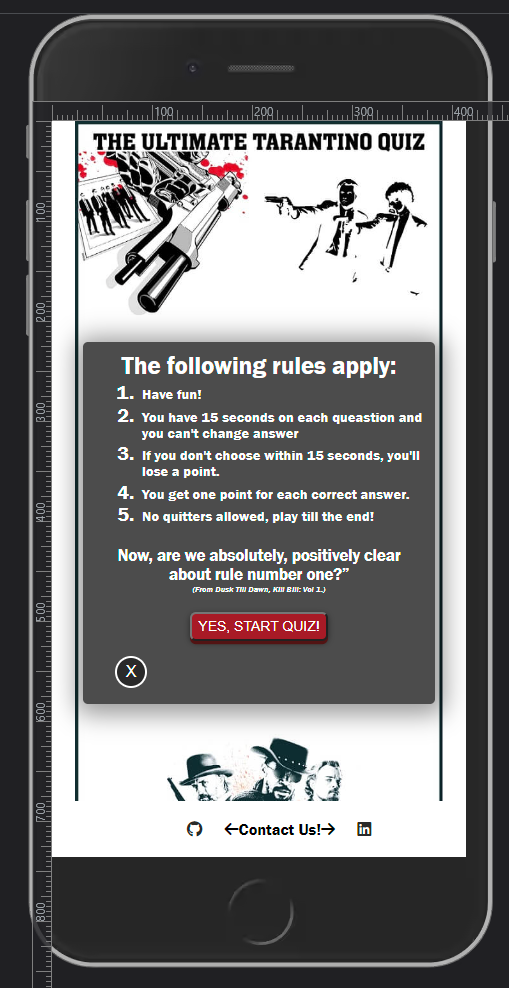 100 200 300 400
100
200
300
400
500
600
700
800
THE ULTIMATE TARANTINO QUIZ
The following rules apply:
1. Have fun!
2. You have 15 seconds on each queastion and
you can't change answer
3. If you don't choose within 15 seconds, you'll
lose a point.
4. You get one point for each correct answer.
5. No quitters allowed, play till the end!
Now, are we absolutely, positively clear
about rule number one?”
(From Dusk Till Dawn, Kill Bill: Vol 1.)
YES, START QUIZ!
X
←Contact Us!→
in